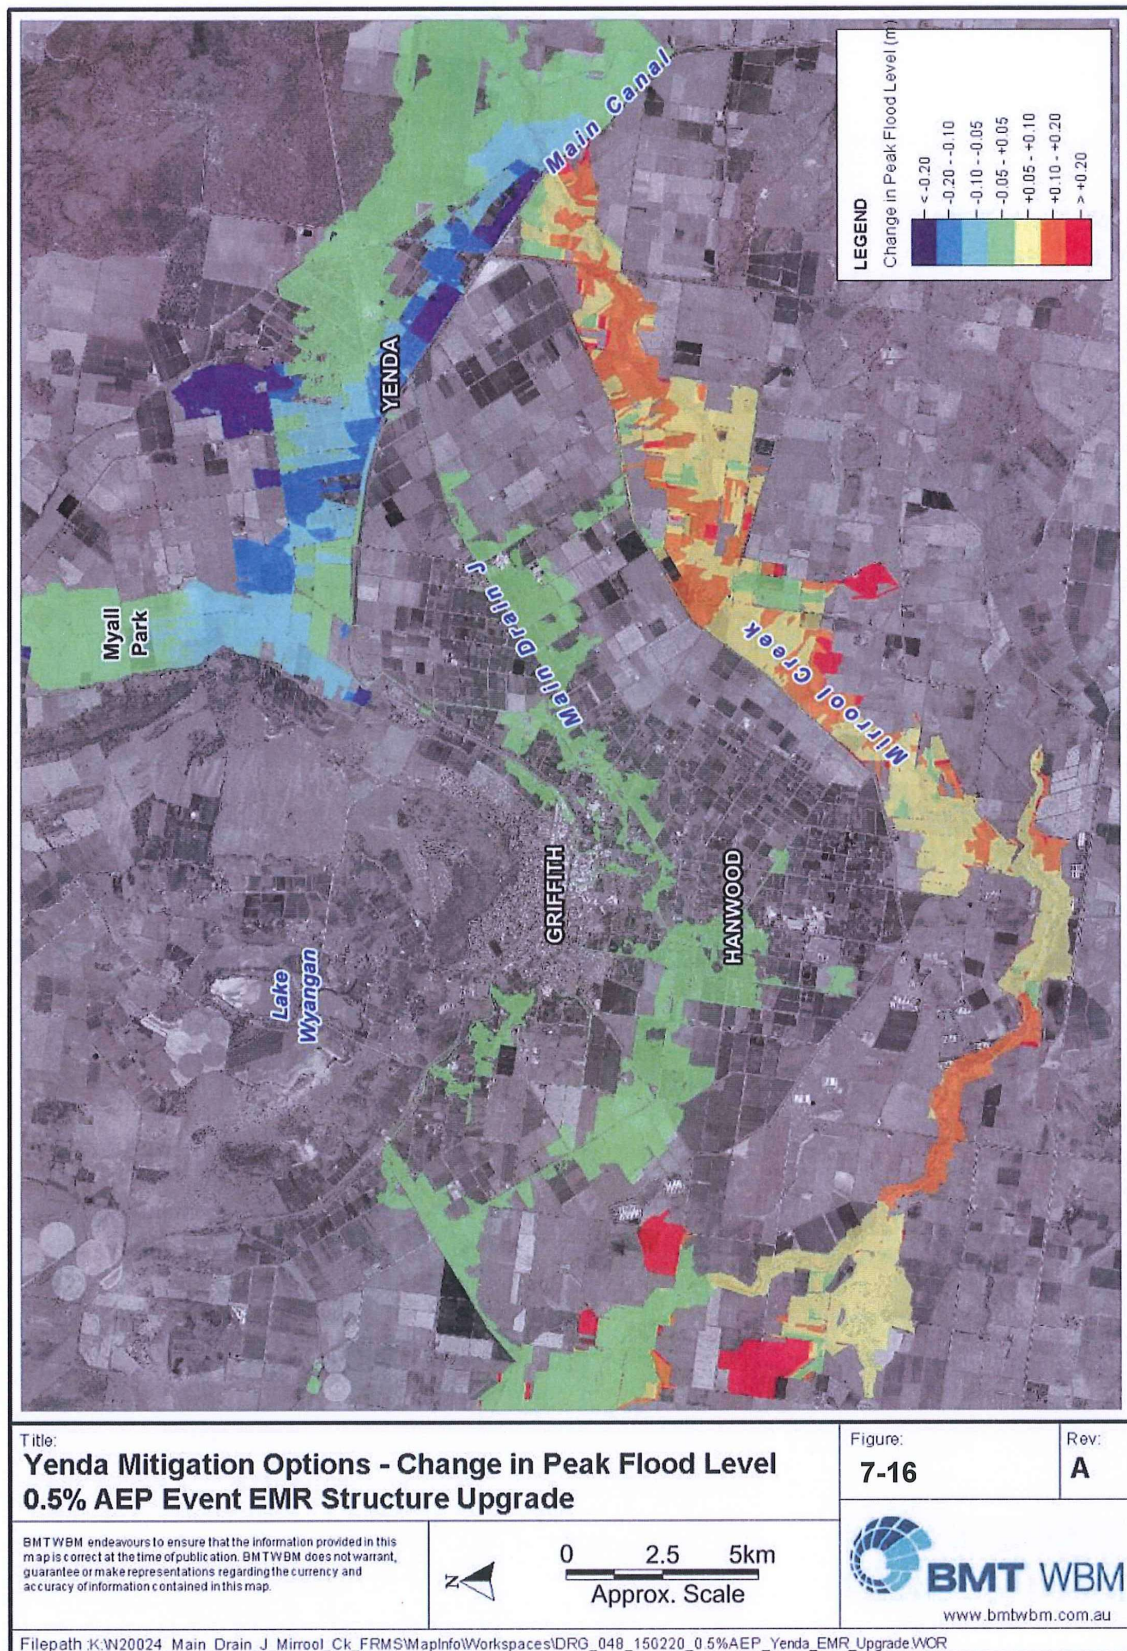 Main Canal
LEGEND
Change in Peak Flood Level (m)
< -0.20
-0.20 - -0.10
-0.10 - -0.05
-0.05 - +0.05
+0.05 - +0.10
+0.10 - +0.20
> +0.20
YENDA
Myall
Park
Main Drain J
Mirrool Creek
GRIFFITH
HANWOOD
Lake
Wyangan
Title:
Yenda Mitigation Options - Change in Peak Flood Level
0.5% AEP Event EMR Structure Upgrade
Figure:
7-16
Rev:
A
BMT WBM endeavours to ensure that the information provided in this
map is correct at the time of publication. BMT WBM does not warrant,
guarantee or make representations regarding the currency and
accuracy of information contained in this map.
N
0 2.5 5km
Approx. Scale
BMT WBM
www.bmtwbm.com.au
Filepath :K:\N20024_Main_Drain_J_Mirrool_Ck_FRMS\MapInfo\Workspaces\DRG_048_150220_0.5%AEP_Yenda_EMR_Upgrade.WOR